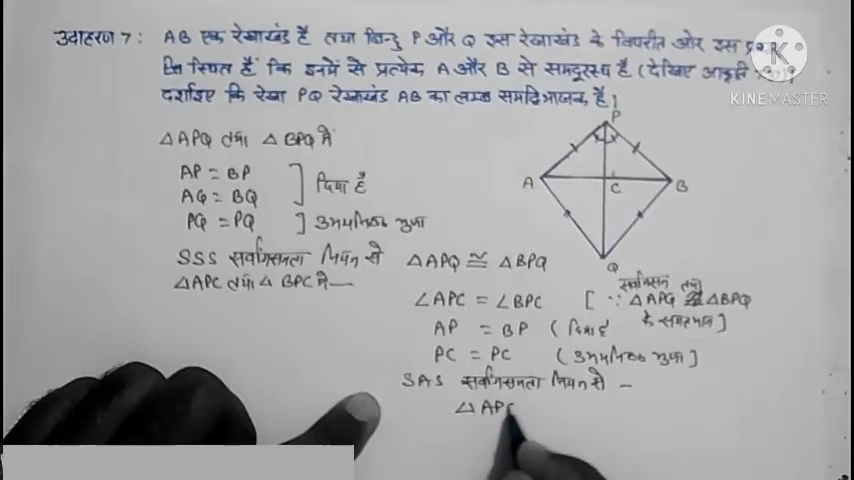 उदाहरण 7: AB एक रेखाखंड है तथा बिन्दु P और Q इस रेखाखंड के विपरीत ओर इस
स्थित हैं कि इनमें से प्रत्येक A और B से समदूरस्थ है (देखिए आकृति
दर्शाइए कि रेखा PQ रेखाखंड AB का लम्ब समद्विभाजक है।
KINEMASTER
△APQ तथा △BPQ में
AP = BP
AQ = BQ ] दिया है
PQ = PQ ] उभयनिष्ठ भुजा
SSS सर्वांगसमता नियम से △APQ ≅ △BPQ
△APC तथा △BPC में —
∠APC = ∠BPC [ ∵ सर्वांगसम △APQ ≅ △BPQ
के ]
AP = BP (दिया है
PC = PC (उभयनिष्ठ भुजा]
SAS सर्वांगसमता नियम से —
△APC
P
A
C
B
Q